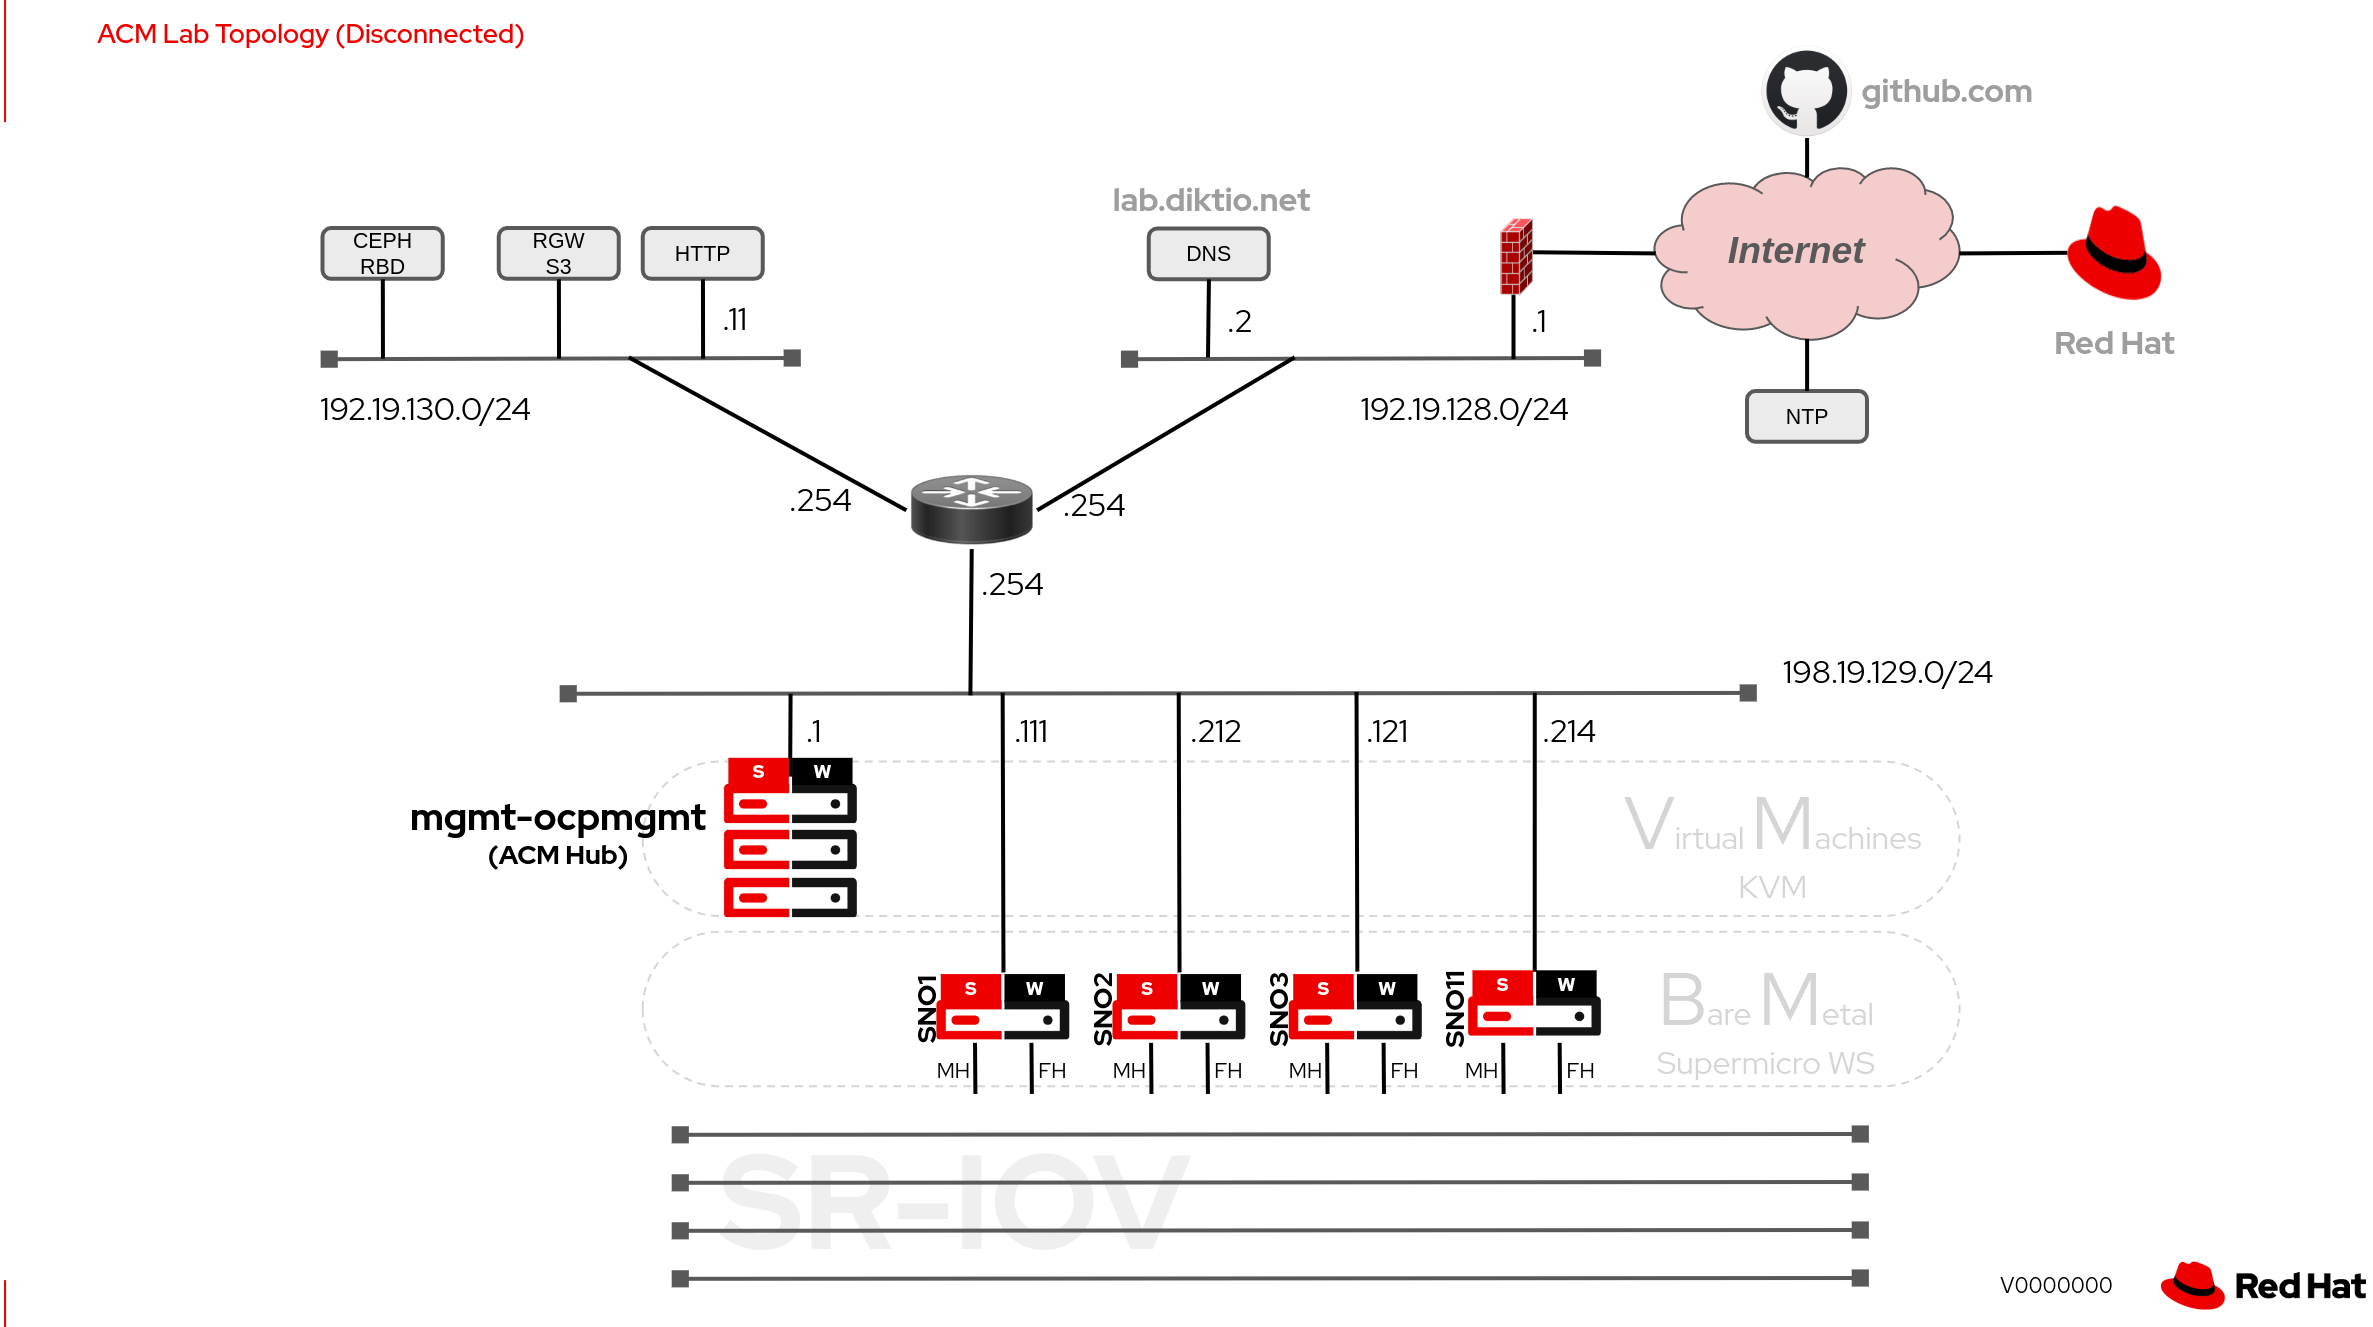 ACM Lab Topology (Disconnected)
github.com
lab.diktio.net
CEPH
RBD
RGW
S3
HTTP
DNS
Internet
.11
.2
.1
Red Hat
192.19.130.0/24
192.19.128.0/24
NTP
.254
.254
.254
198.19.129.0/24
.1
.111
.212
.121
.214
S W
mgmt-ocpmgmt
(ACM Hub)
Virtual Machines
KVM
SNO1
S W
SNO2
S W
SNO3
S W
SNO11
S W
Bare Metal
Supermicro WS
MH FH
MH FH
MH FH
MH FH
SR-IOV
V0000000
Red Hat